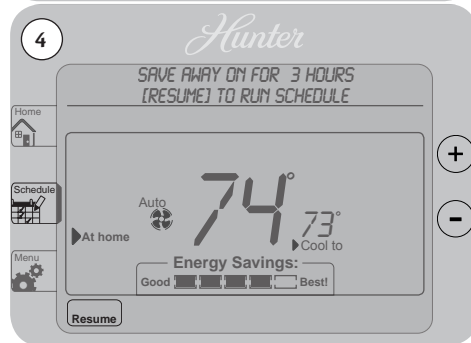 4
Hunter
SAVE AWAY ON FOR 3 HOURS
[RESUME] TO RUN SCHEDULE
Home
Schedule
Menu
Auto
74°
73°
At home
Cool to
Energy Savings:
Good Best!
Resume
+
-